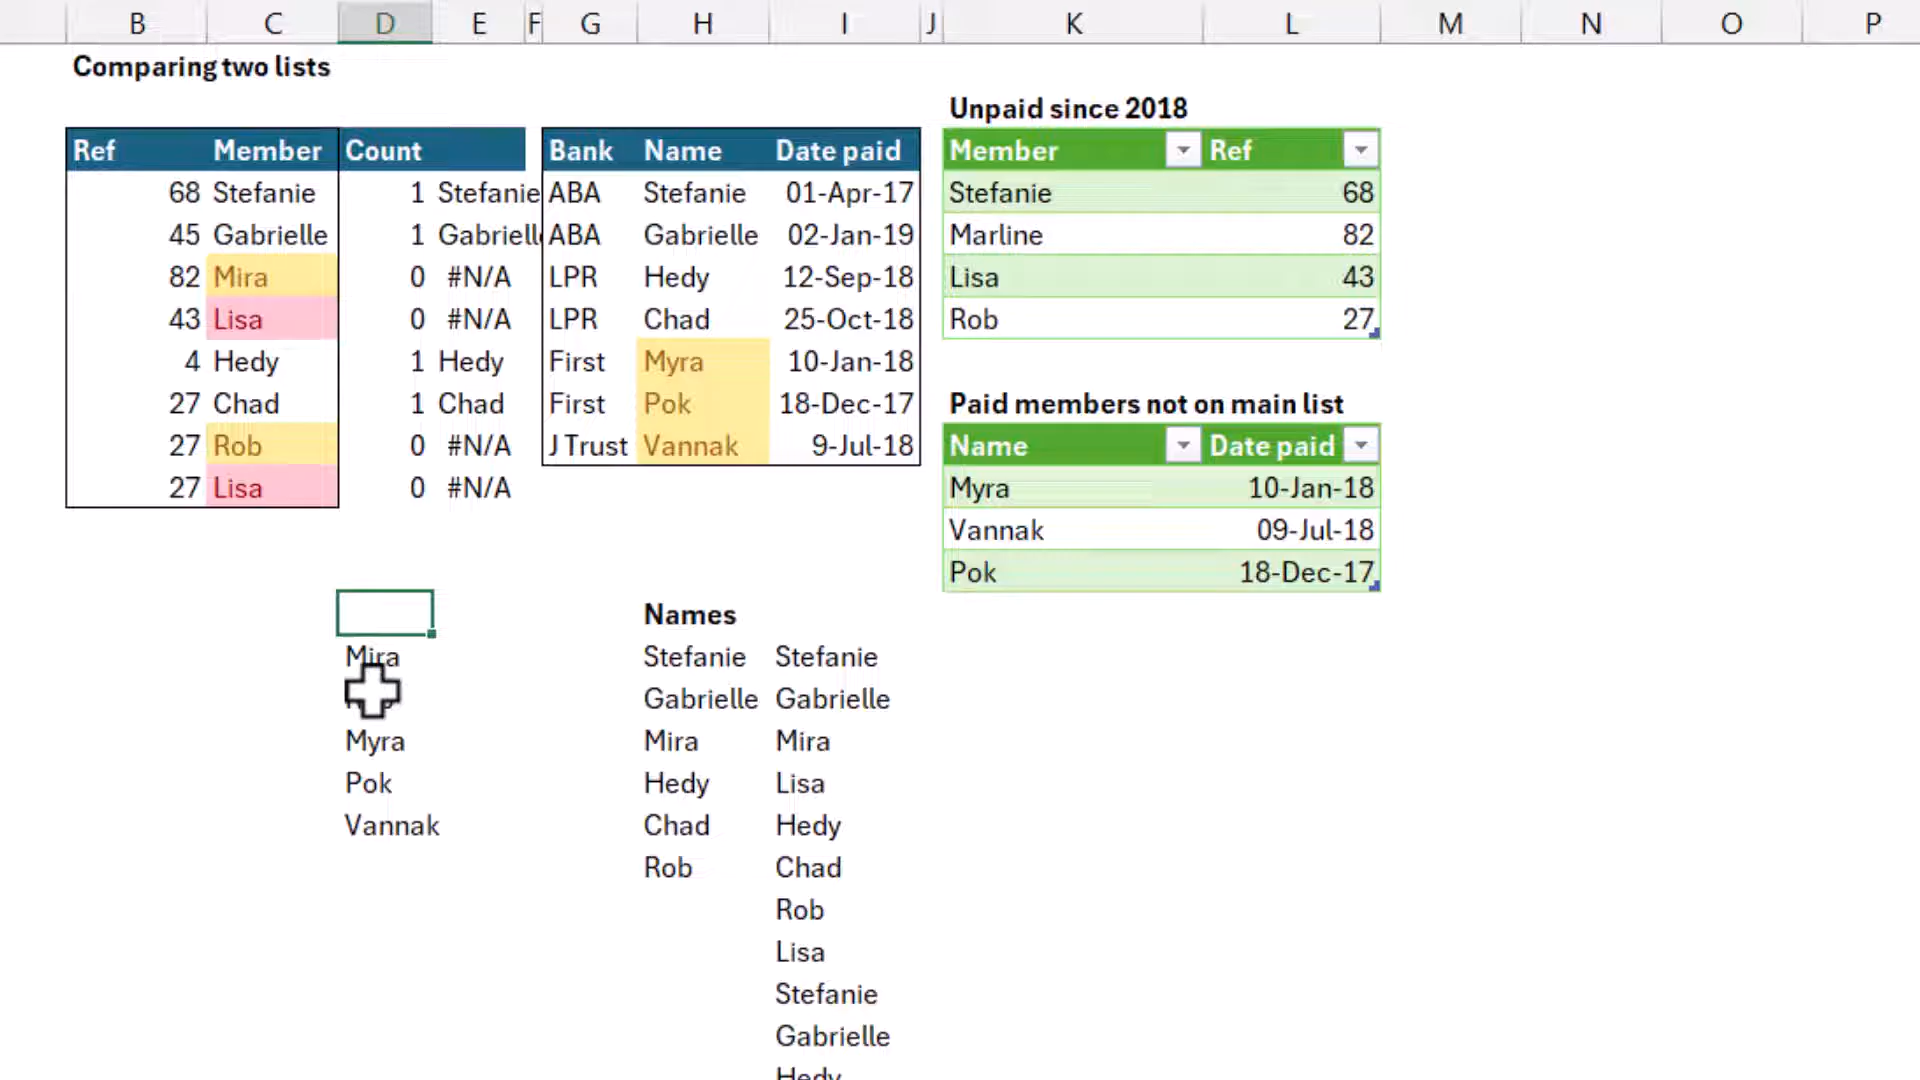 B C D E F G H I J K L M N O P
Comparing two lists
Unpaid since 2018
Ref Member Count Bank Name Date paid Member Ref
68 Stefanie 1 Stefanie ABA Stefanie 01-Apr-17 Stefanie 68
45 Gabrielle 1 ABA Gabrielle 02-Jan-19 Marline 82
82 Mira 0 #N/A LPR Hedy 12-Sep-18 Lisa 43
43 Lisa 0 #N/A LPR Chad 25-Oct-18 Rob 27
4 Hedy 1 Hedy First Myra 10-Jan-18
27 Chad 1 Chad First Pok 18-Dec-17 Paid members not on main list
27 Rob 0 #N/A J Trust Vannak 9-Jul-18 Name Date paid
27 Lisa 0 #N/A Myra 10-Jan-18
Vannak 09-Jul-18
Pok 18-Dec-17
Names
Mira Stefanie Stefanie
Gabrielle Gabrielle
Myra Mira Mira
Pok Hedy Lisa
Vannak Chad Hedy
Rob Chad
Rob
Lisa
Stefanie
Gabrielle
Hedy